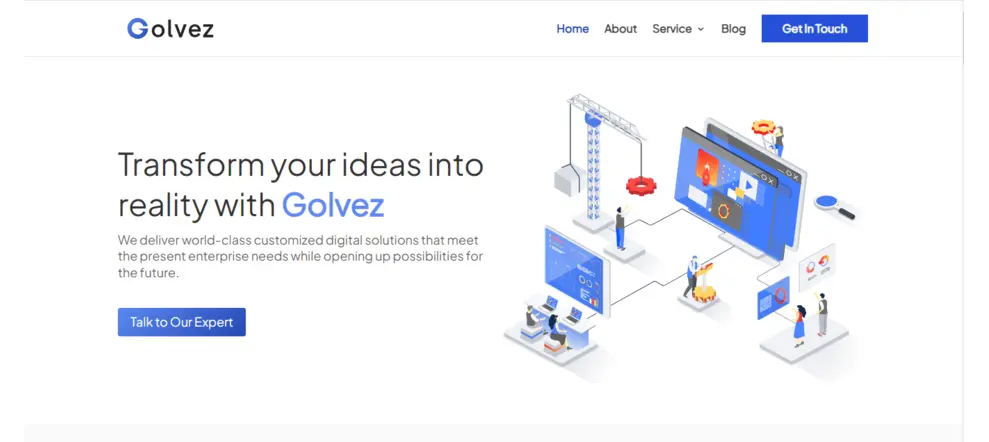 Golvez
Home About Service Blog Get In Touch
Transform your ideas into
reality with Golvez
We deliver world-class customized digital solutions that meet
the present enterprise needs while opening up possibilities for
the future.
Talk to Our Expert